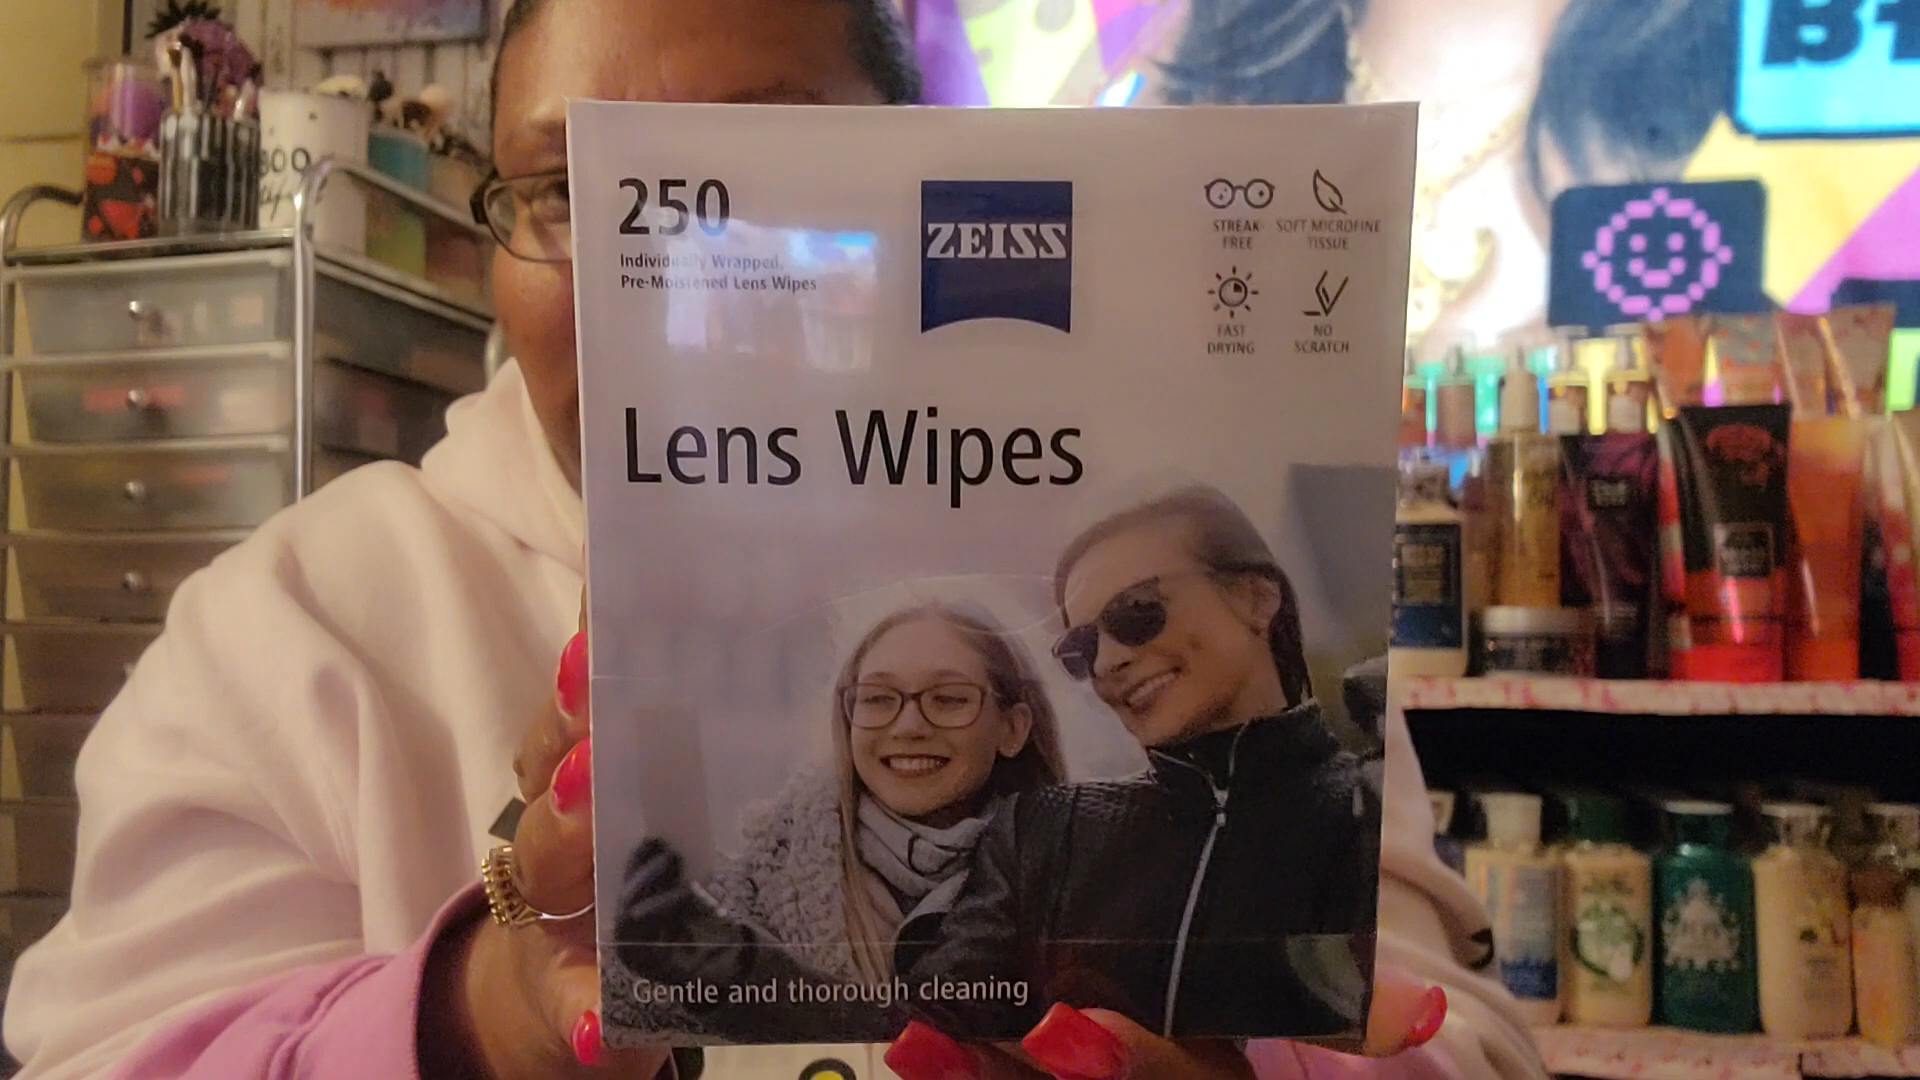 250
Individually Wrapped,
Pre-Moistened Lens Wipes
ZEISS
STREAK-
FREE
SOFT MICROFINE
TISSUE
FAST
DRYING
NO
SCRATCH
Lens Wipes
Gentle and thorough cleaning
BOO